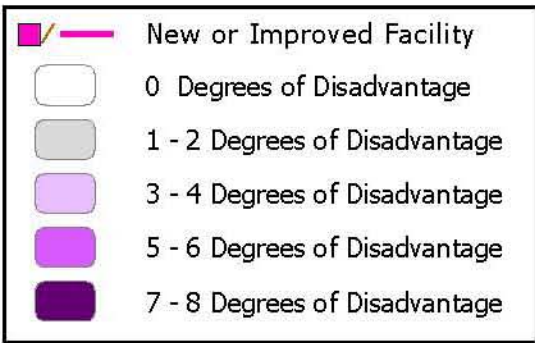 New or Improved Facility
0 Degrees of Disadvantage
1 - 2 Degrees of Disadvantage
3 - 4 Degrees of Disadvantage
5 - 6 Degrees of Disadvantage
7 - 8 Degrees of Disadvantage